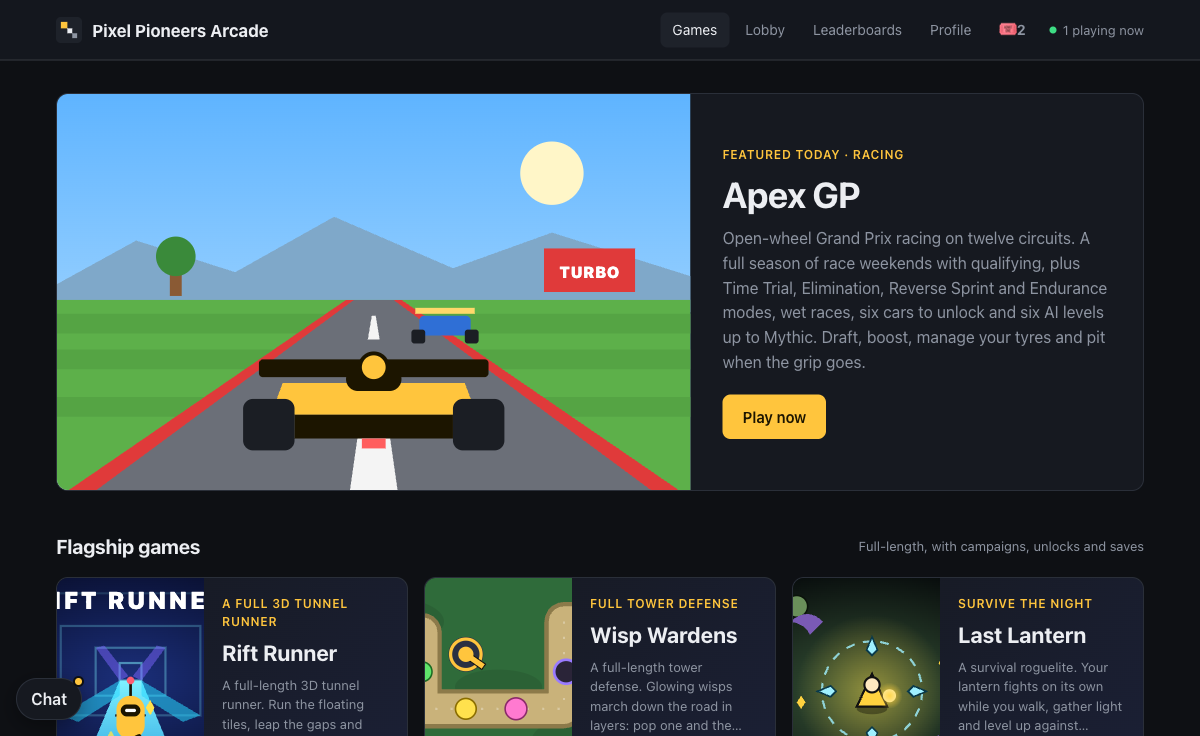 Pixel Pioneers Arcade
Games
Lobby
Leaderboards
Profile
2
1 playing now
TURBO
FEATURED TODAY · RACING
Apex GP
Open-wheel Grand Prix racing on twelve circuits. A
full season of race weekends with qualifying, plus
Time Trial, Elimination, Reverse Sprint and Endurance
modes, wet races, six cars to unlock and six AI levels
up to Mythic. Draft, boost, manage your tyres and pit
when the grip goes.
Play now
Flagship games
Full-length, with campaigns, unlocks and saves
IFT RUNNE
A FULL 3D TUNNEL
RUNNER
Rift Runner
A full-length 3D tunnel
runner. Run the floating
tiles, leap the gaps and
FULL TOWER DEFENSE
Wisp Wardens
A full-length tower
defense. Glowing wisps
march down the road in
layers: pop one and the…
SURVIVE THE NIGHT
Last Lantern
A survival roguelite. Your
lantern fights on its own
while you walk, gather light
and level up against…
Chat